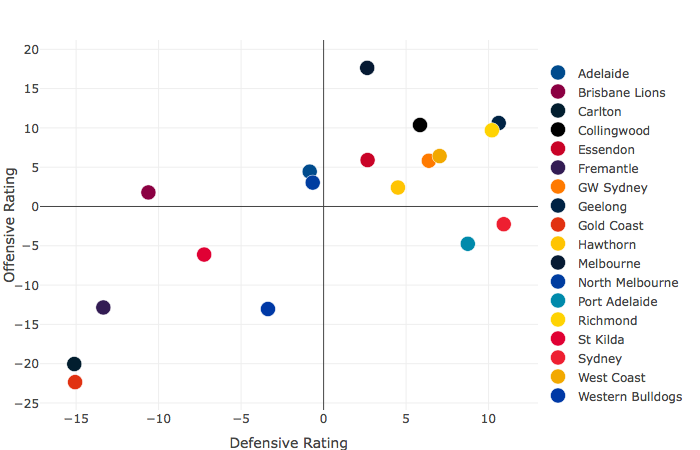 20
15
10
5
0
−5
−10
−15
−20
−25
Offensive Rating
−15
−10
−5
0
5
10
Defensive Rating
Adelaide
Brisbane Lions
Carlton
Collingwood
Essendon
Fremantle
GW Sydney
Geelong
Gold Coast
Hawthorn
Melbourne
North Melbourne
Port Adelaide
Richmond
St Kilda
Sydney
West Coast
Western Bulldogs